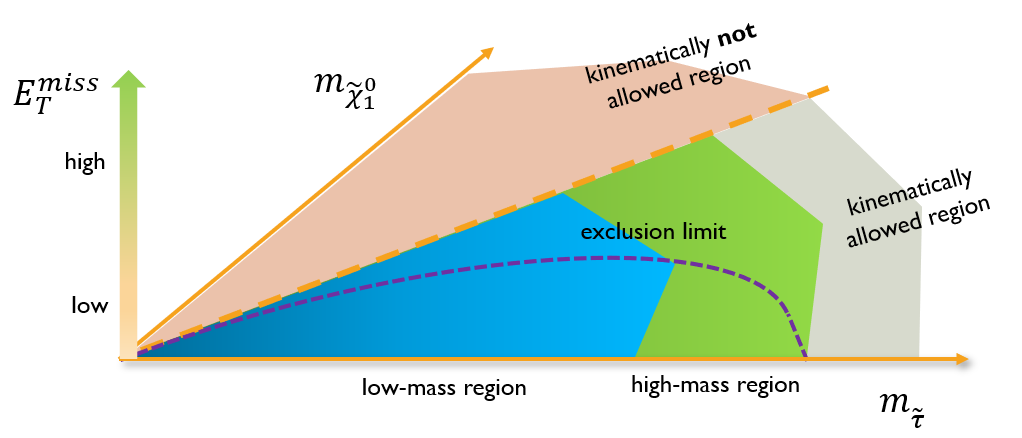 kinematically not
allowed region
E_T^{miss}
m_{\tilde{\chi}_1^0}
high
kinematically
allowed region
exclusion limit
low
low-mass region
high-mass region
m_{\tilde{\tau}}